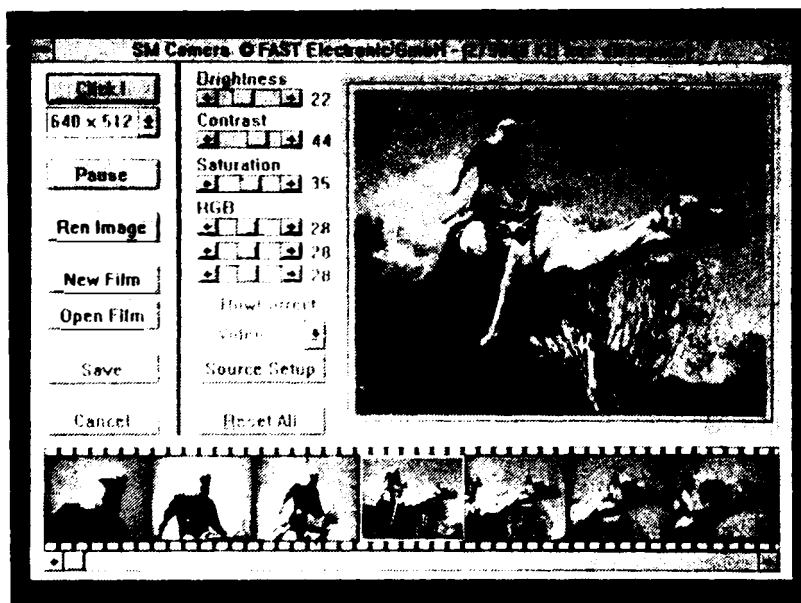 SM Camera © FAST Electronic GmbH -
Click!
640 x 512
Pause
Ren Image
New Film
Open Film
Save
Cancel
Brightness
22
Contrast
44
Saturation
35
RGB
28
28
28
Video
Source Setup
Reset All